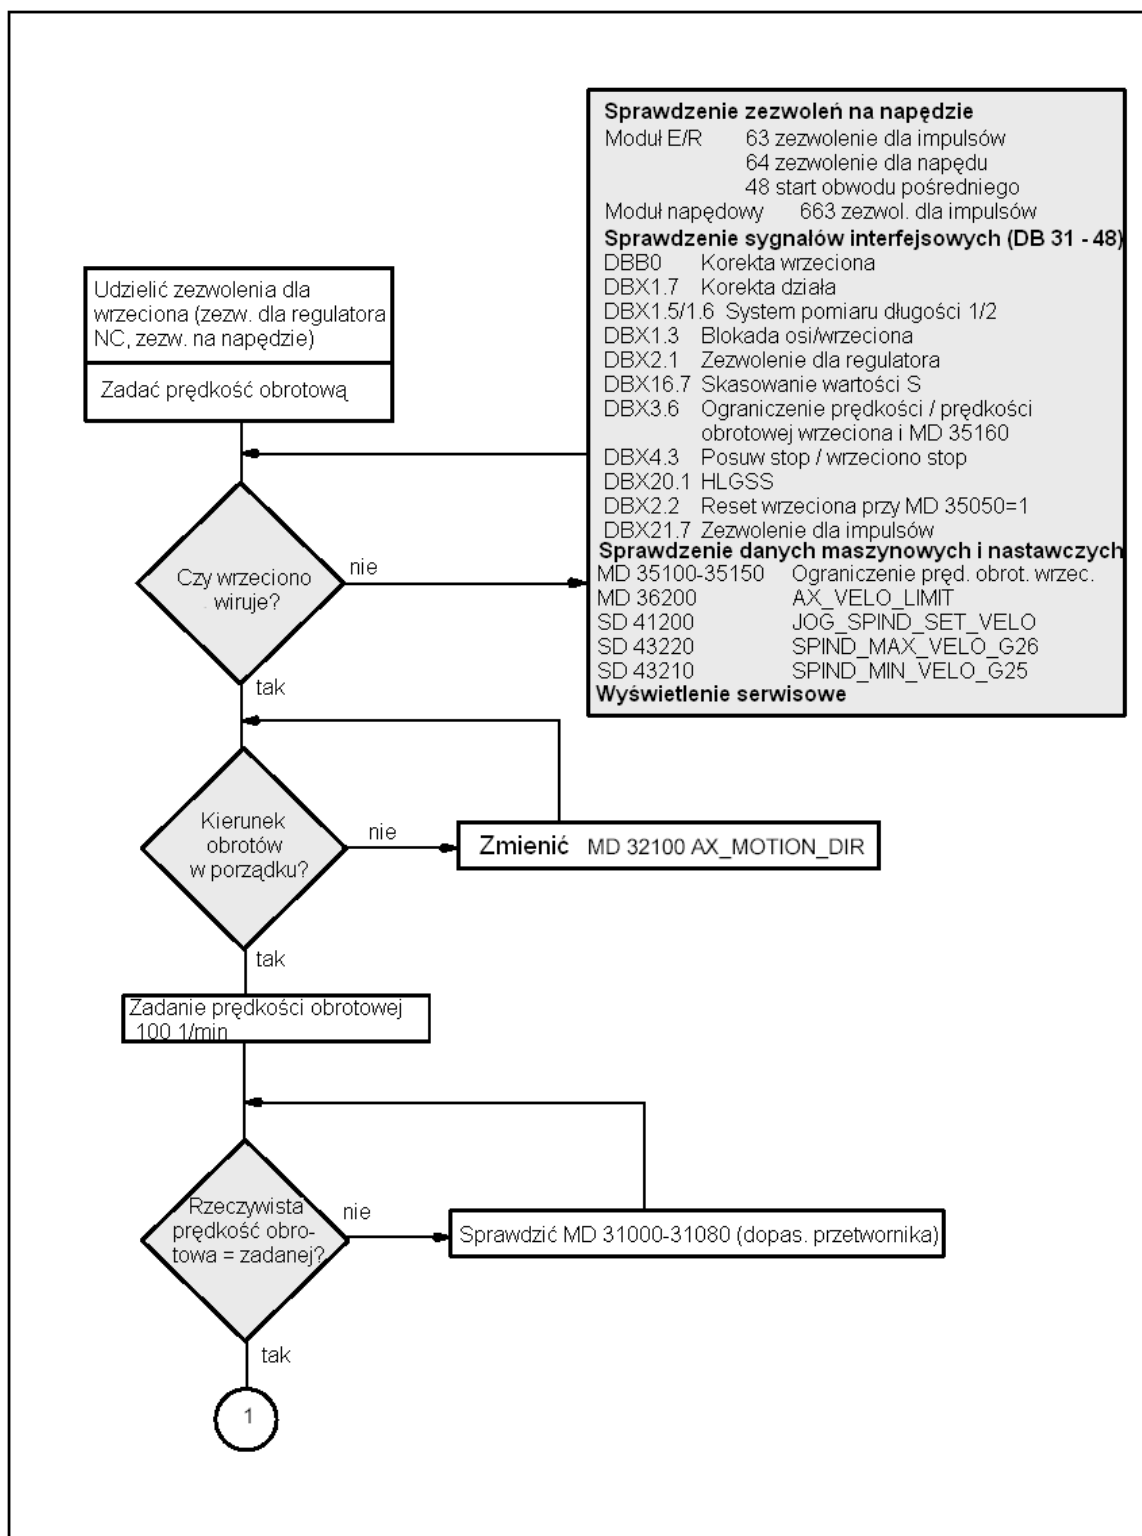 Sprawdzenie zezwoleń na napędzie
Moduł E/R 63 zezwolenie dla impulsów
64 zezwolenie dla napędu
48 start obwodu pośredniego
Moduł napędowy 663 zezwol. dla impulsów
Sprawdzenie sygnałów interfejsowych (DB 31 - 48)
DBB0 Korekta wrzeciona
DBX1.7 Korekta działa
DBX1.5/1.6 System pomiaru długości 1/2
DBX1.3 Blokada osi/wrzeciona
DBX2.1 Zezwolenie dla regulatora
DBX16.7 Skasowanie wartości S
DBX3.6 Ograniczenie prędkości / prędkości
obrotowej wrzeciona i MD 35160
DBX4.3 Posuw stop / wrzeciono stop
DBX20.1 HLGSS
DBX2.2 Reset wrzeciona przy MD 35050=1
DBX21.7 Zezwolenie dla impulsów
Sprawdzenie danych maszynowych i nastawczych
MD 35100-35150 Ograniczenie pręd. obrot. wrzec.
MD 36200 AX_VELO_LIMIT
SD 41200 JOG_SPIND_SET_VELO
SD 43220 SPIND_MAX_VELO_G26
SD 43210 SPIND_MIN_VELO_G25
Wyświetlenie serwisowe
Udzielić zezwolenia dla
wrzeciona (zezw. dla regulatora
NC, zezw. na napędzie)
Zadać prędkość obrotową
Czy wrzeciono
wiruje?
nie
tak
Kierunek
obrotów
w porządku?
nie
Zmienić MD 32100 AX_MOTION_DIR
tak
Zadanie prędkości obrotowej
100 1/min
Rzeczywista
prędkość obro-
towa = zadanej?
nie
Sprawdzić MD 31000-31080 (dopas. przetwornika)
tak
1